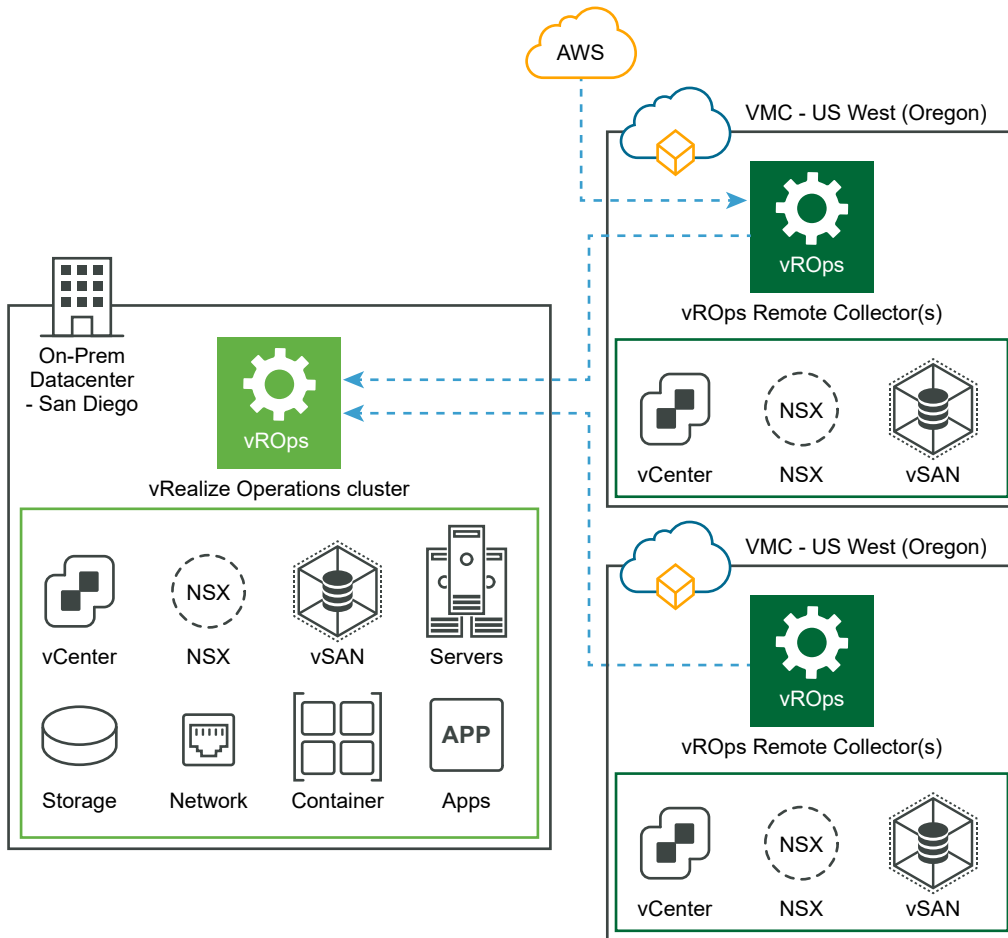 AWS
VMC - US West (Oregon)
vROps
vROps Remote Collector(s)
vCenter
NSX
NSX
vSAN
On-Prem
Datacenter
- San Diego
vROps
vRealize Operations cluster
vCenter
NSX
NSX
vSAN
Servers
Storage
Network
Container
APP
Apps
VMC - US West (Oregon)
vROps
vROps Remote Collector(s)
vCenter
NSX
NSX
vSAN